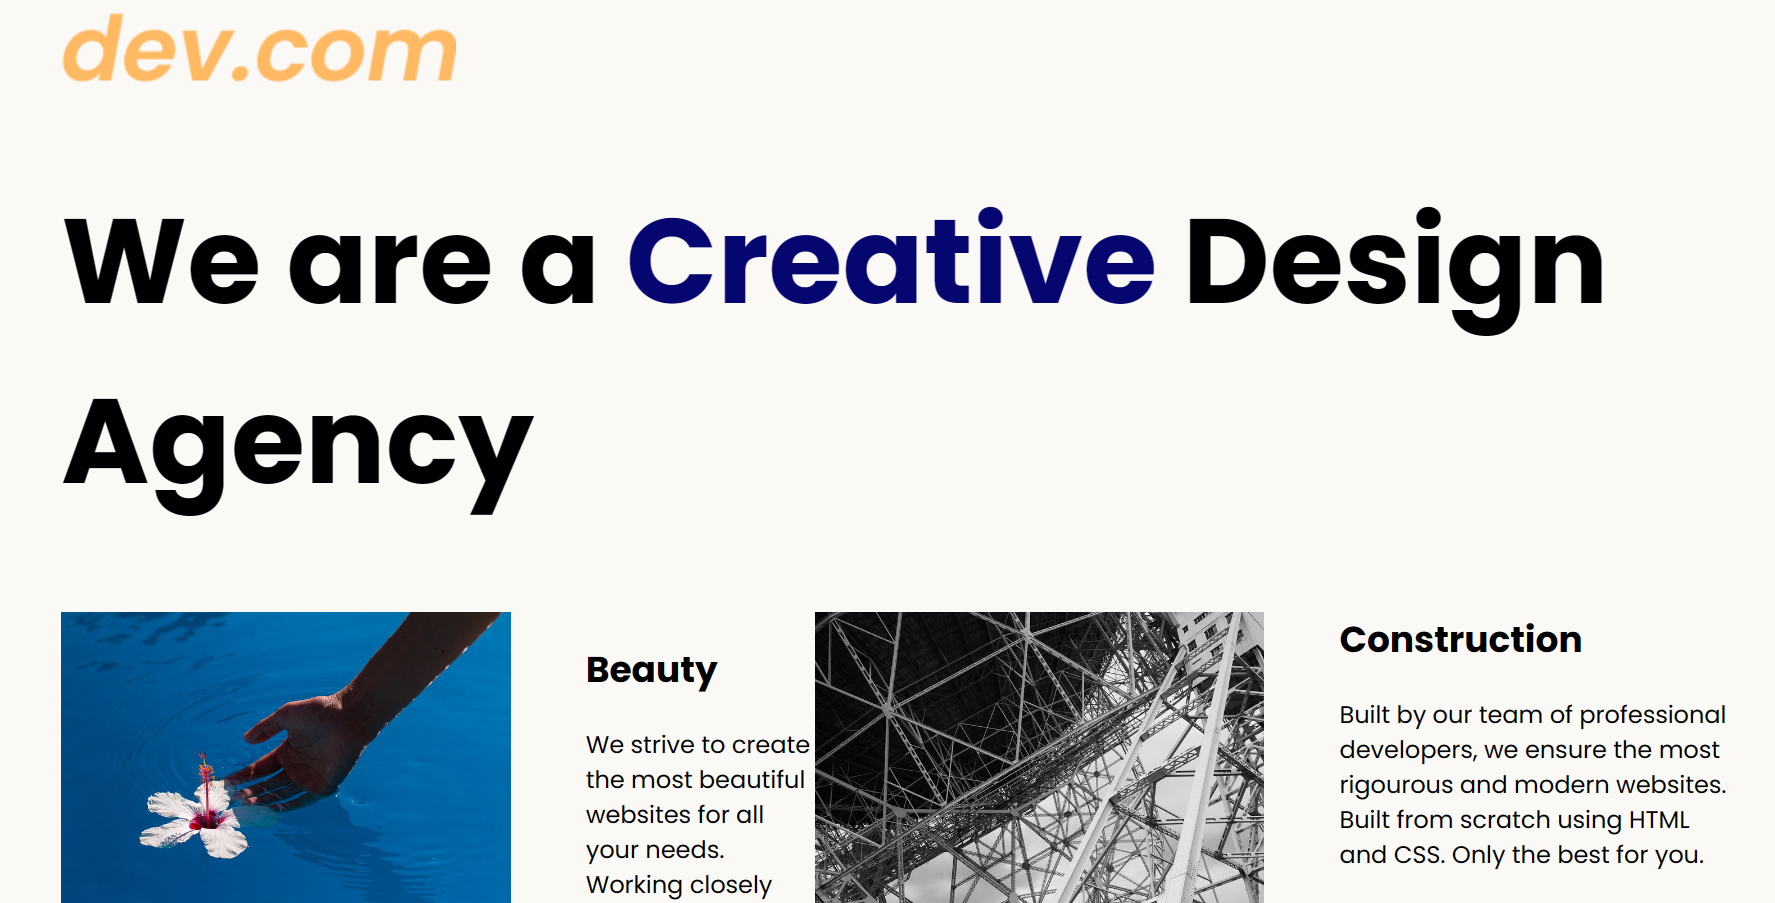 dev.com
We are a Creative Design
Agency
Beauty
We strive to create
the most beautiful
websites for all
your needs.
Working closely
Construction
Built by our team of professional
developers, we ensure the most
rigourous and modern websites.
Built from scratch using HTML
and CSS. Only the best for you.